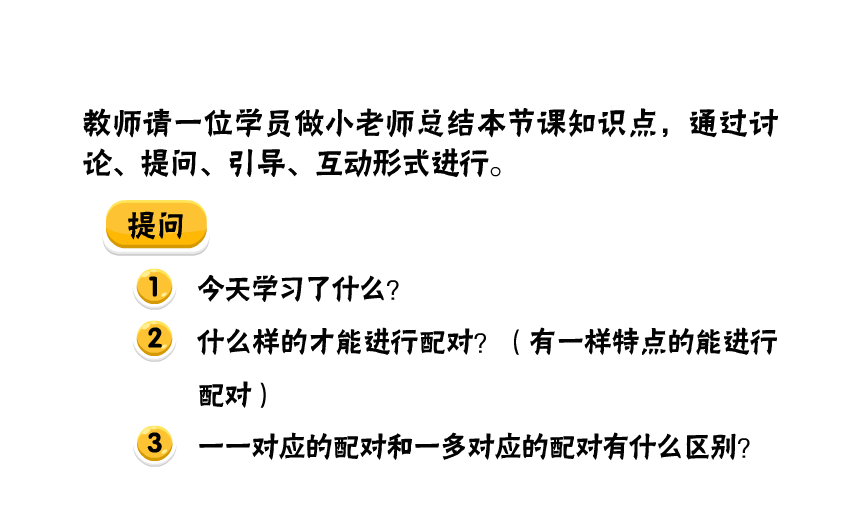 教师请一位学员做小老师总结本节课知识点，通过讨
论、提问、引导、互动形式进行。
提问
1 今天学习了什么？
2 什么样的才能进行配对？（有一样特点的能进行
配对）
3 一一对应的配对和一多对应的配对有什么区别？